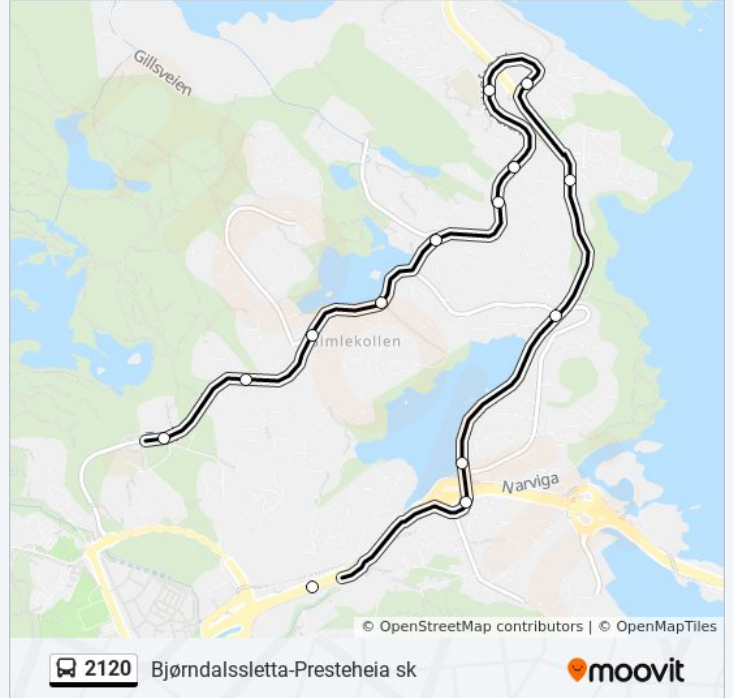 Gillsveien
imlekollen
Narviga
© OpenStreetMap contributors | © OpenMapTiles
2120 Bjørndalssletta-Presteheia sk moovit